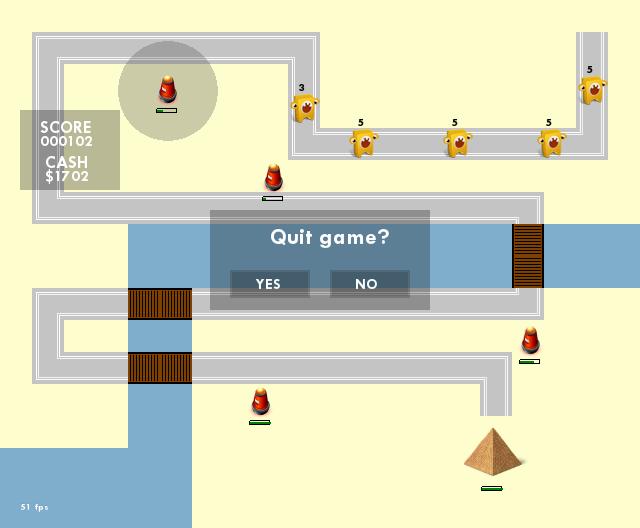 5
3
5
5
5
SCORE
000102
CASH
$1702
Quit game?
YES
NO
51 fps